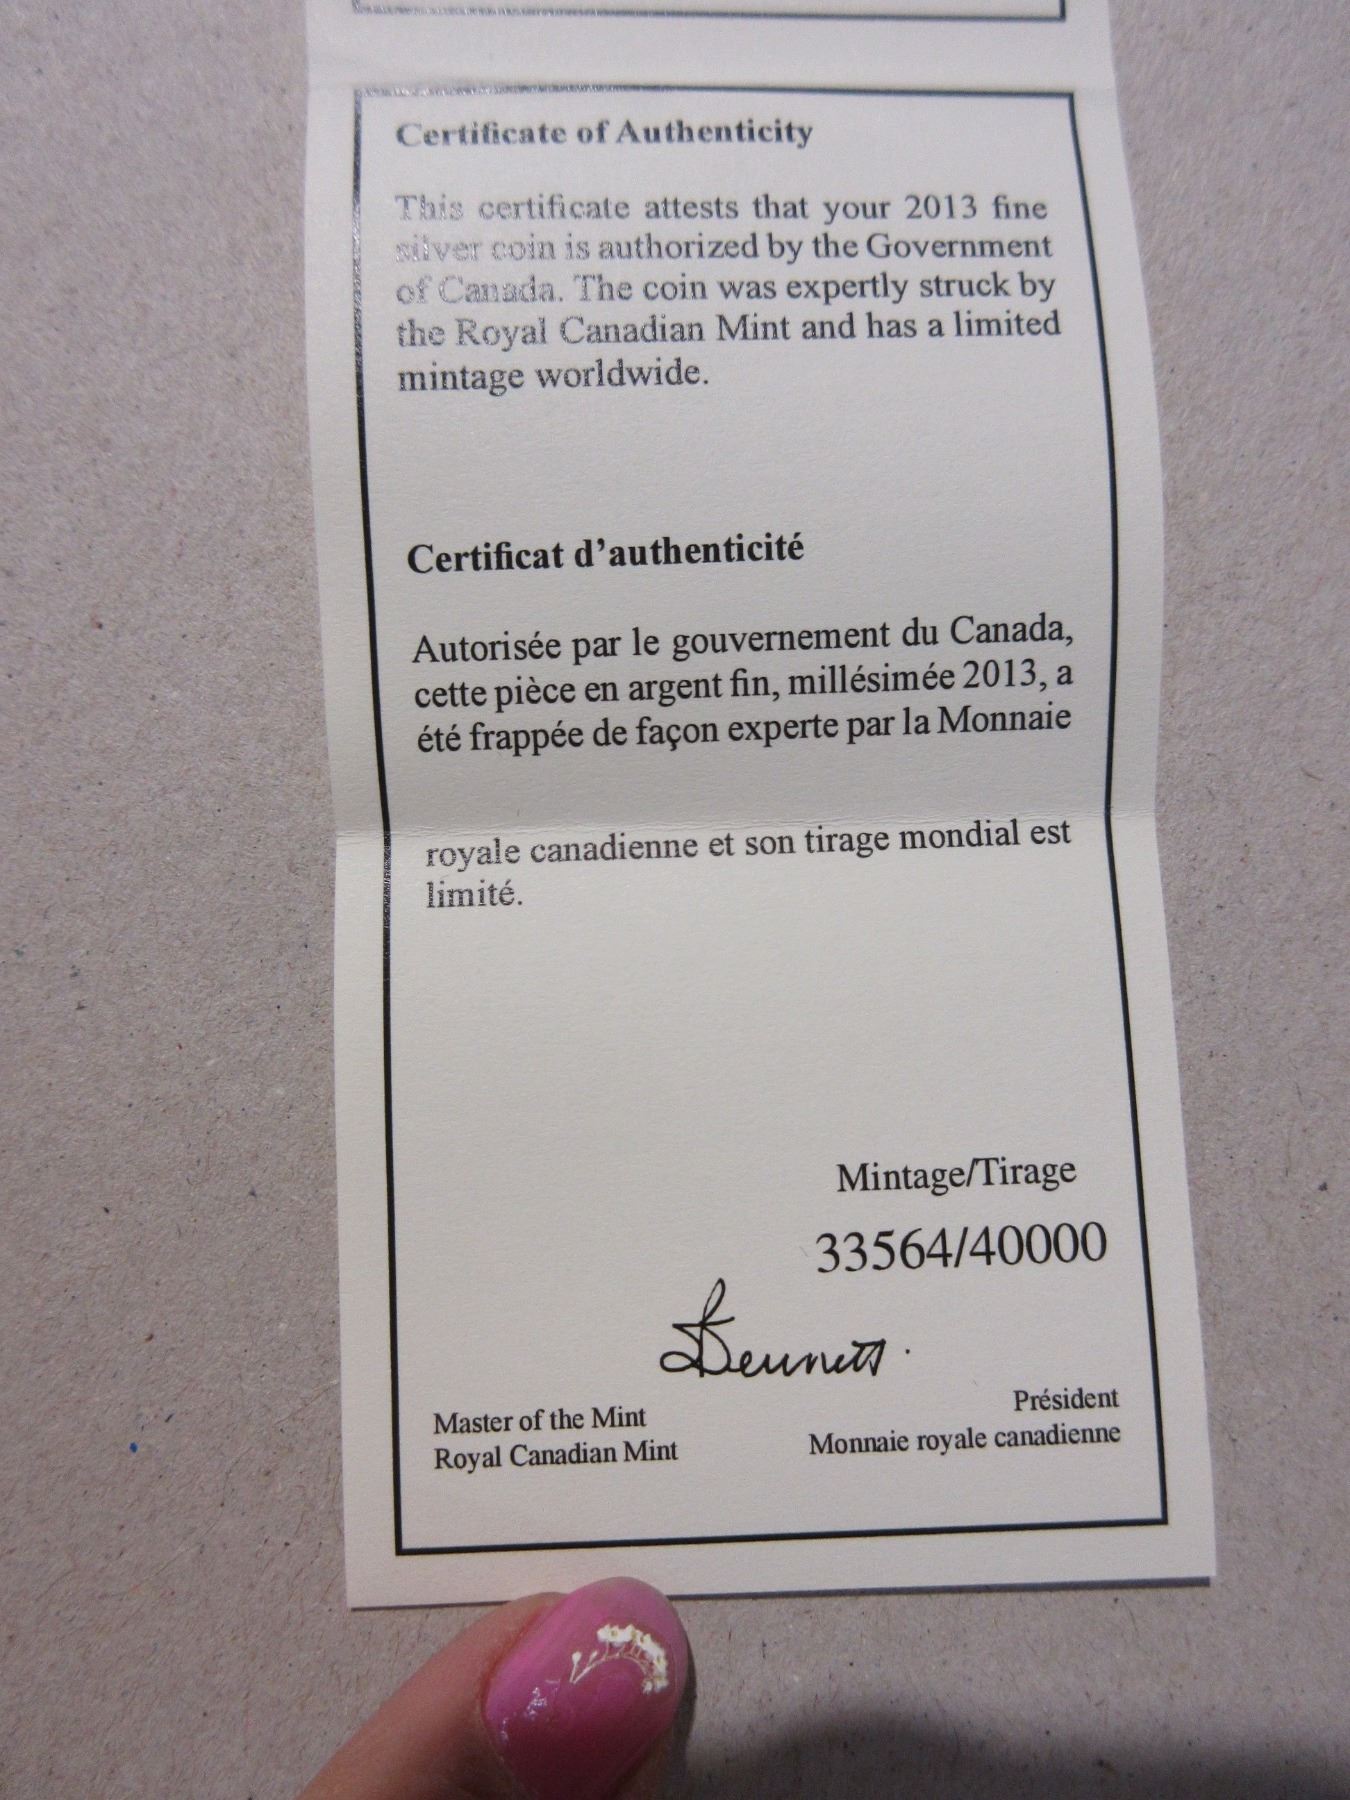 Certificate of Authenticity
This certificate attests that your 2013 fine
silver coin is authorized by the Government
of Canada. The coin was expertly struck by
the Royal Canadian Mint and has a limited
mintage worldwide.
Certificat d’authenticité
Autorisée par le gouvernement du Canada,
cette pièce en argent fin, millésimée 2013, a
été frappée de façon experte par la Monnaie
royale canadienne et son tirage mondial est
limité.
Mintage/Tirage
33564/40000
Bennett
Master of the Mint
Royal Canadian Mint
Président
Monnaie royale canadienne